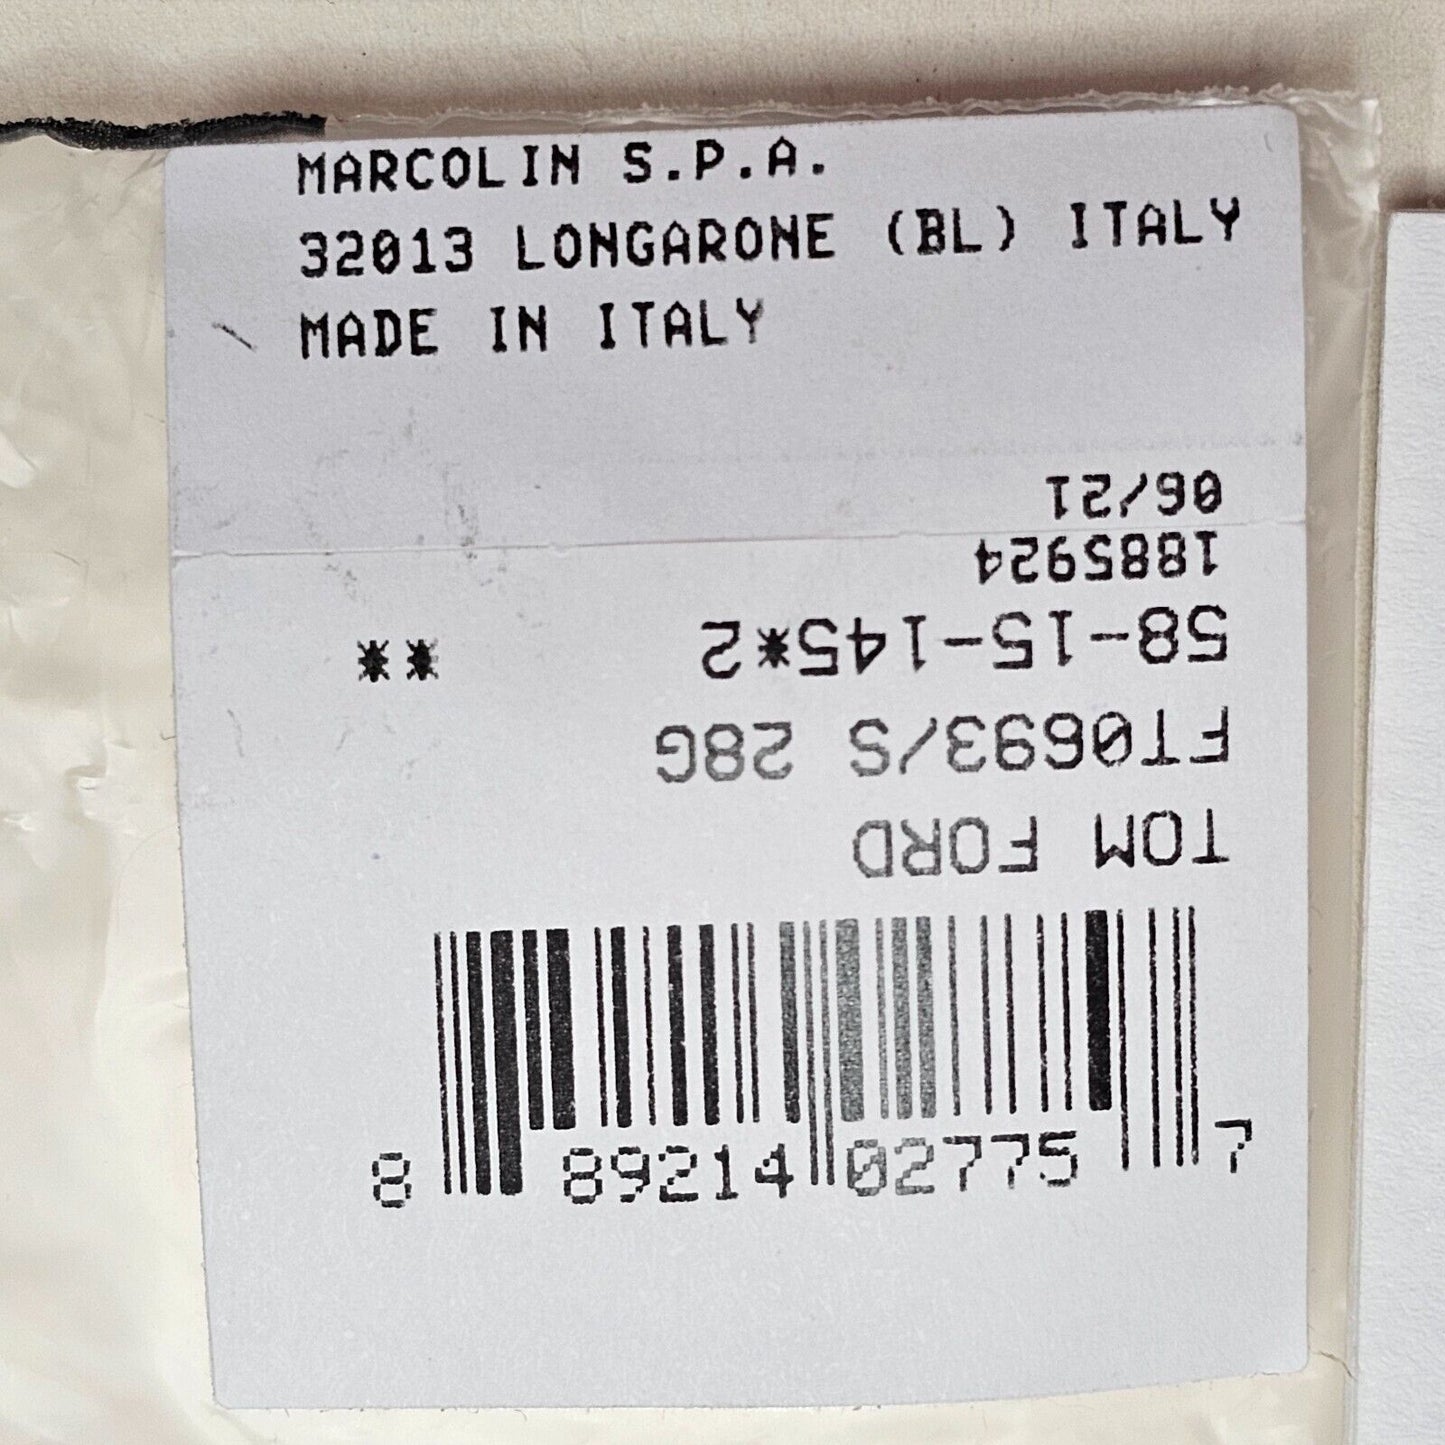 MARCOLIN S.P.A.
32013 LONGARONE (BL) ITALY
MADE IN ITALY
TOM FORD
FT0693/S 28G
58-15-145*2 **
1885924
06/21
8 89214 02775 7